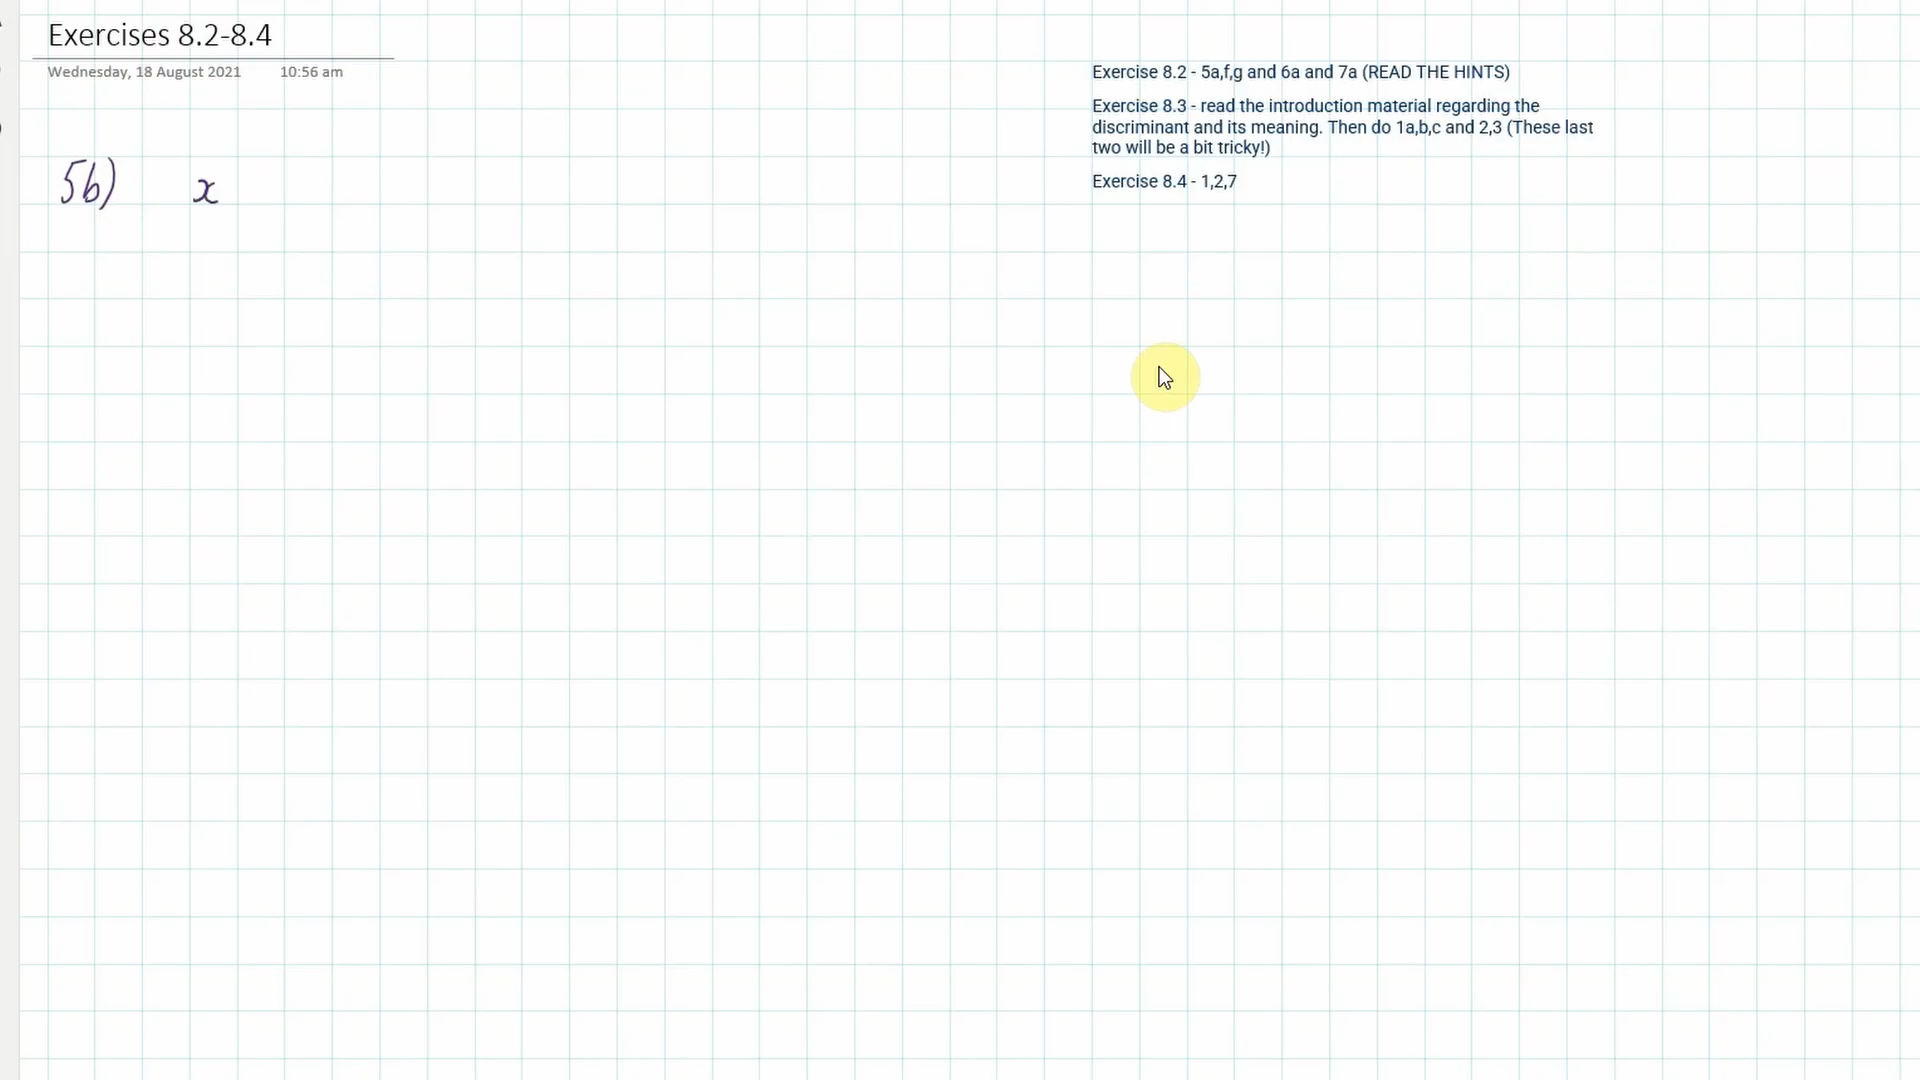 Exercises 8.2-8.4
Wednesday, 18 August 2021 10:56 am
Exercise 8.2 - 5a,f,g and 6a and 7a (READ THE HINTS)
Exercise 8.3 - read the introduction material regarding the
discriminant and its meaning. Then do 1a,b,c and 2,3 (These last
two will be a bit tricky!)
Exercise 8.4 - 1,2,7
5b) x